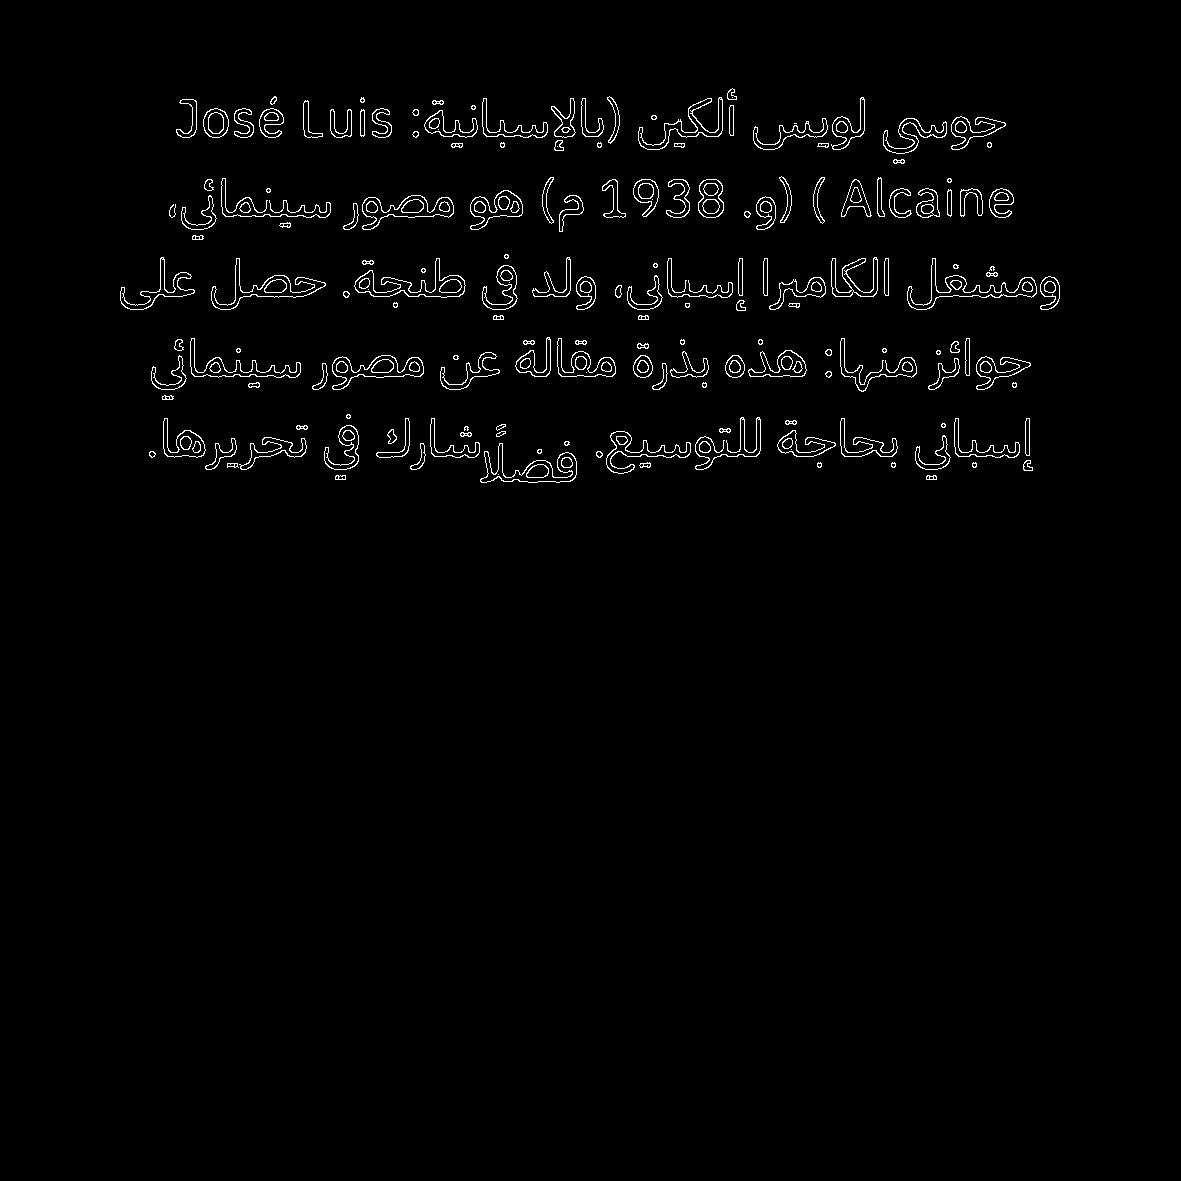 جوسي لويس ألكين (بالإسبانية: José Luis
Alcaine ) (و. 1938 م) هو مصور سينمائي،
ومشغل الكاميرا إسباني، ولد في طنجة. حصل على
جوائز منها: هذه بذرة مقالة عن مصور سينمائي
إسباني بحاجة للتوسيع. فضلًا شارك في تحريرها.